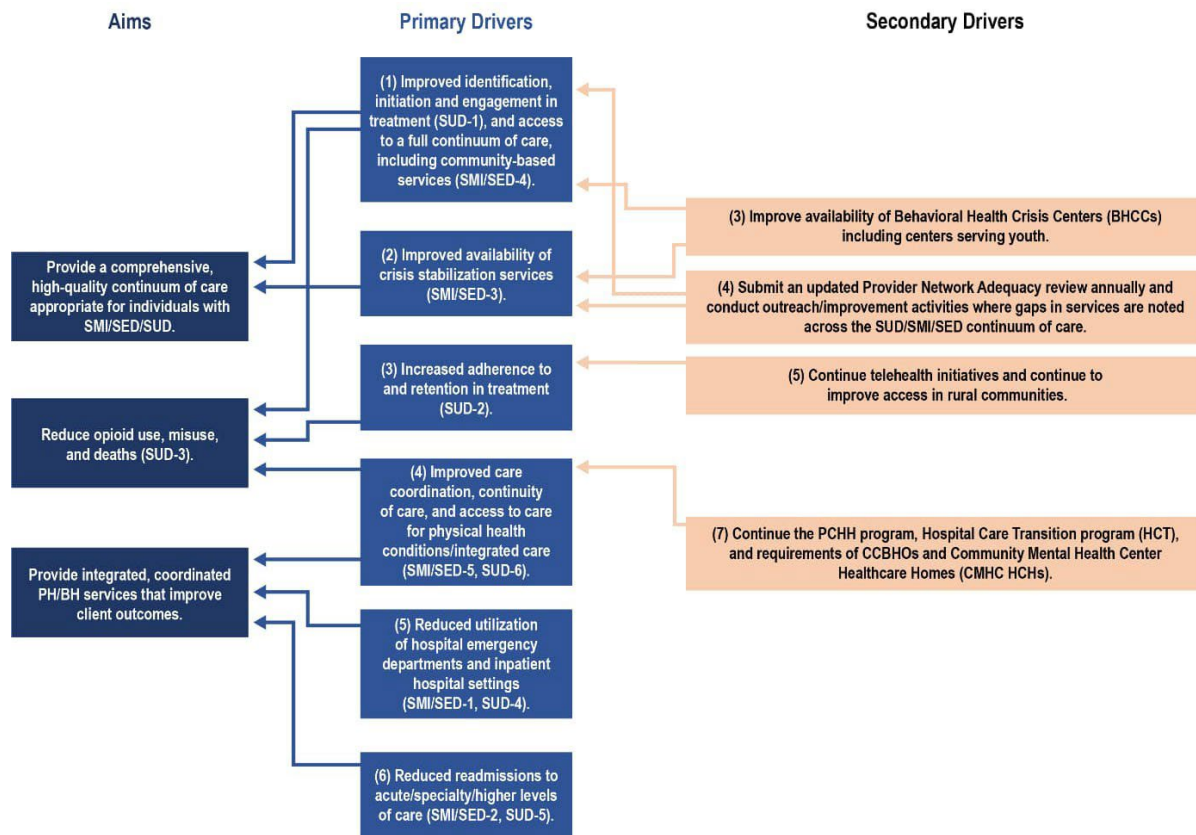 Aims
Primary Drivers
Secondary Drivers
Provide a comprehensive,
high-quality continuum of care
appropriate for individuals with
SMI/SED/SUD.
Reduce opioid use, misuse,
and deaths (SUD-3).
Provide integrated, coordinated
PH/BH services that improve
client outcomes.
(1) Improved identification,
initiation and engagement in
treatment (SUD-1), and access
to a full continuum of care,
including community-based
services (SMI/SED-4).
(2) Improved availability of
crisis stabilization services
(SMI/SED-3).
(3) Increased adherence to
and retention in treatment
(SUD-2).
(4) Improved care
coordination, continuity
of care, and access to care
for physical health
conditions/integrated care
(SMI/SED-5, SUD-6).
(5) Reduced utilization
of hospital emergency
departments and inpatient
hospital settings
(SMI/SED-1, SUD-4).
(6) Reduced readmissions to
acute/specialty/higher levels
of care (SMI/SED-2, SUD-5).
(3) Improve availability of Behavioral Health Crisis Centers (BHCCs)
including centers serving youth.
(4) Submit an updated Provider Network Adequacy review annually and
conduct outreach/improvement activities where gaps in services are noted
across the SUD/SMI/SED continuum of care.
(5) Continue telehealth initiatives and continue to
improve access in rural communities.
(7) Continue the PCHH program, Hospital Care Transition program (HCT),
and requirements of CCBHOs and Community Mental Health Center
Healthcare Homes (CMHC HCHs).